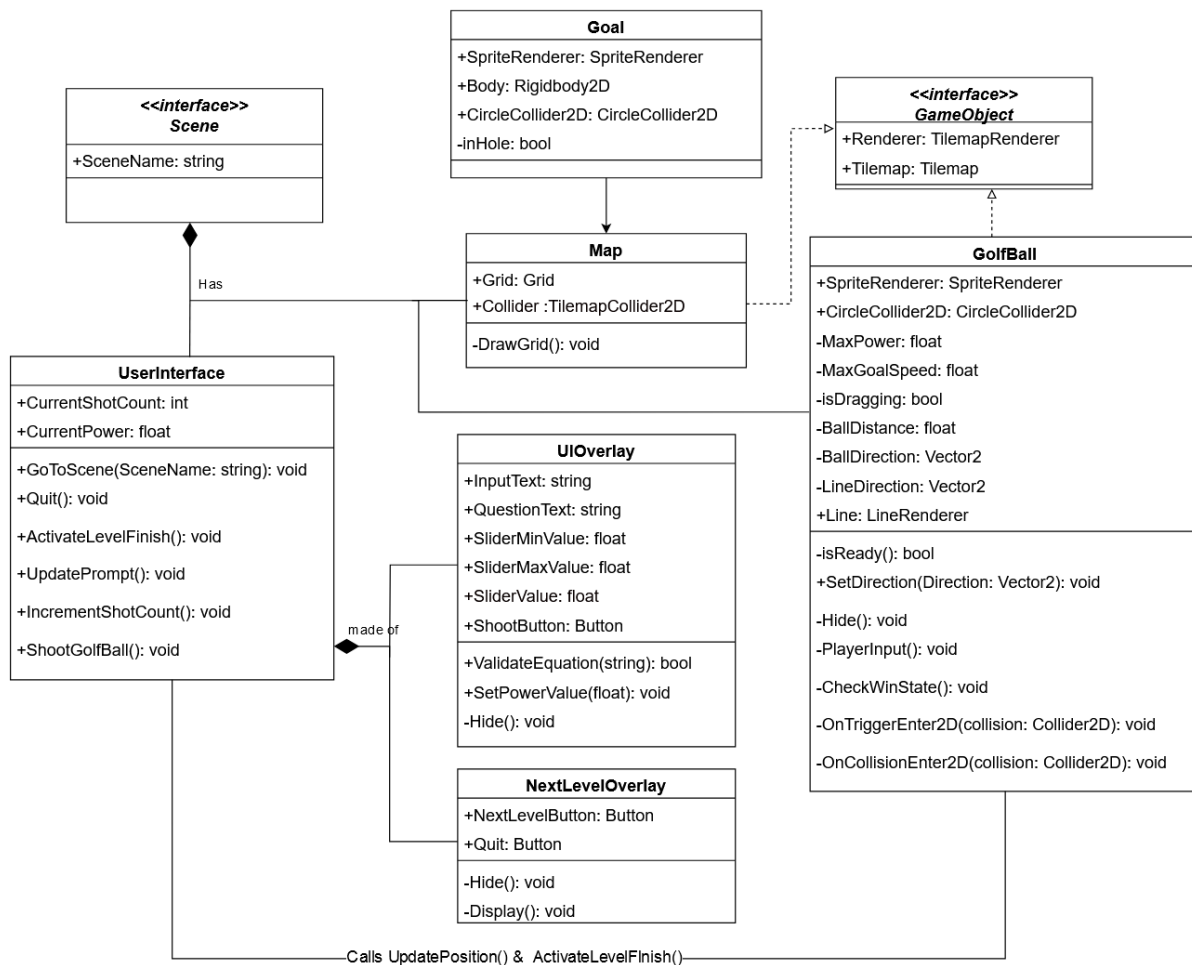 <<interface>>
Scene
+SceneName: string
Goal
+SpriteRenderer: SpriteRenderer
+Body: Rigidbody2D
+CircleCollider2D: CircleCollider2D
-inHole: bool
<<interface>>
GameObject
+Renderer: TilemapRenderer
+Tilemap: Tilemap
Has
Map
+Grid: Grid
+Collider :TilemapCollider2D
-DrawGrid(): void
GolfBall
+SpriteRenderer: SpriteRenderer
+CircleCollider2D: CircleCollider2D
-MaxPower: float
-MaxGoalSpeed: float
-isDragging: bool
-BallDistance: float
-BallDirection: Vector2
-LineDirection: Vector2
+Line: LineRenderer
-isReady(): bool
+SetDirection(Direction: Vector2): void
-Hide(): void
-PlayerInput(): void
-CheckWinState(): void
-OnTriggerEnter2D(collision: Collider2D): void
-OnCollisionEnter2D(collision: Collider2D): void
UserInterface
+CurrentShotCount: int
+CurrentPower: float
+GoToScene(SceneName: string): void
+Quit(): void
+ActivateLevelFinish(): void
+UpdatePrompt(): void
+IncrementShotCount(): void
+ShootGolfBall(): void
made of
UIOverlay
+InputText: string
+QuestionText: string
+SliderMinValue: float
+SliderMaxValue: float
+SliderValue: float
+ShootButton: Button
+ValidateEquation(string): bool
+SetPowerValue(float): void
-Hide(): void
NextLevelOverlay
+NextLevelButton: Button
+Quit: Button
-Hide(): void
-Display(): void
Calls UpdatePosition() & ActivateLevelFInish()